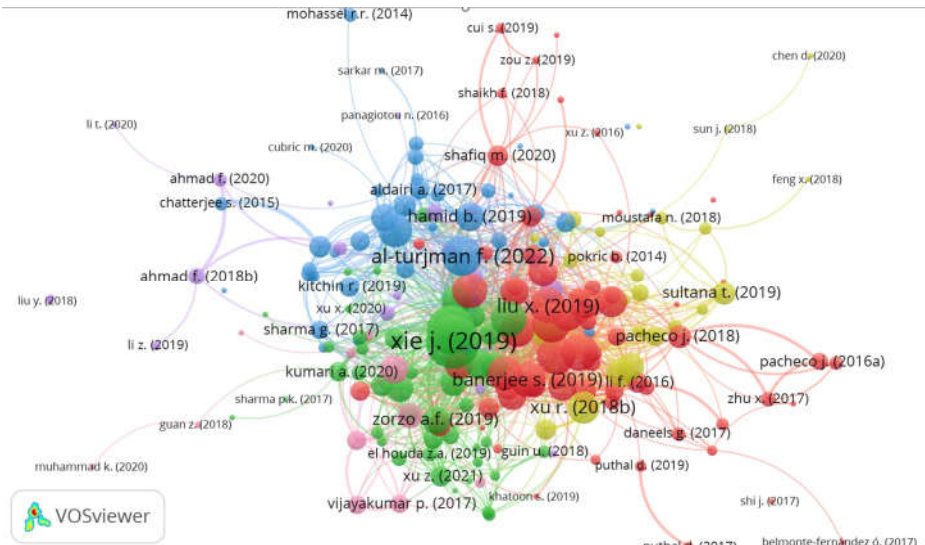 mohassel r.r. (2014)
cui s. (2019)
zou z. (2019)
chen d. (2020)
sarkar m. (2017)
shaikh f. (2018)
panagiotou n. (2016)
li t. (2020)
xu z. (2016)
sun j. (2018)
cubric m. (2020)
shafiq m. (2020)
ahmad f. (2020)
aldairi a. (2017)
feng x. (2018)
chatterjee s. (2015)
hamid b. (2019)
moustafa n. (2018)
al-turjman f. (2022)
pokric b. (2014)
ahmad f. (2018b)
kitchin r. (2019)
sultana t. (2019)
liu y. (2018)
xu x. (2020)
liu x. (2019)
sharma g. (2017)
xie j. (2019)
pacheco j. (2018)
li z. (2019)
pacheco j. (2016a)
kumari a. (2020)
banerjee s. (2019)
li f. (2016)
sharma p.k. (2017)
zhu x. (2017)
xu r. (2018b)
guan z. (2018)
zorzo a.f. (2019)
daneels g. (2017)
el houda z.a. (2019)
guin u. (2018)
muhammad k. (2020)
xu z. (2021)
puthal d. (2019)
khatoon s. (2019)
vijayakumar p. (2017)
shi j. (2017)
VOSviewer
puthal d. (2017)
belmonte-fernández ó. (2017)